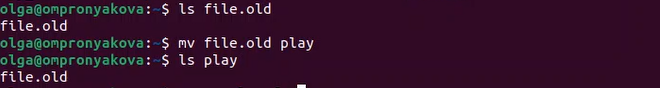 olga@ompronyakova:~$ ls file.old
file.old
olga@ompronyakova:~$ mv file.old play
olga@ompronyakova:~$ ls play
file.old